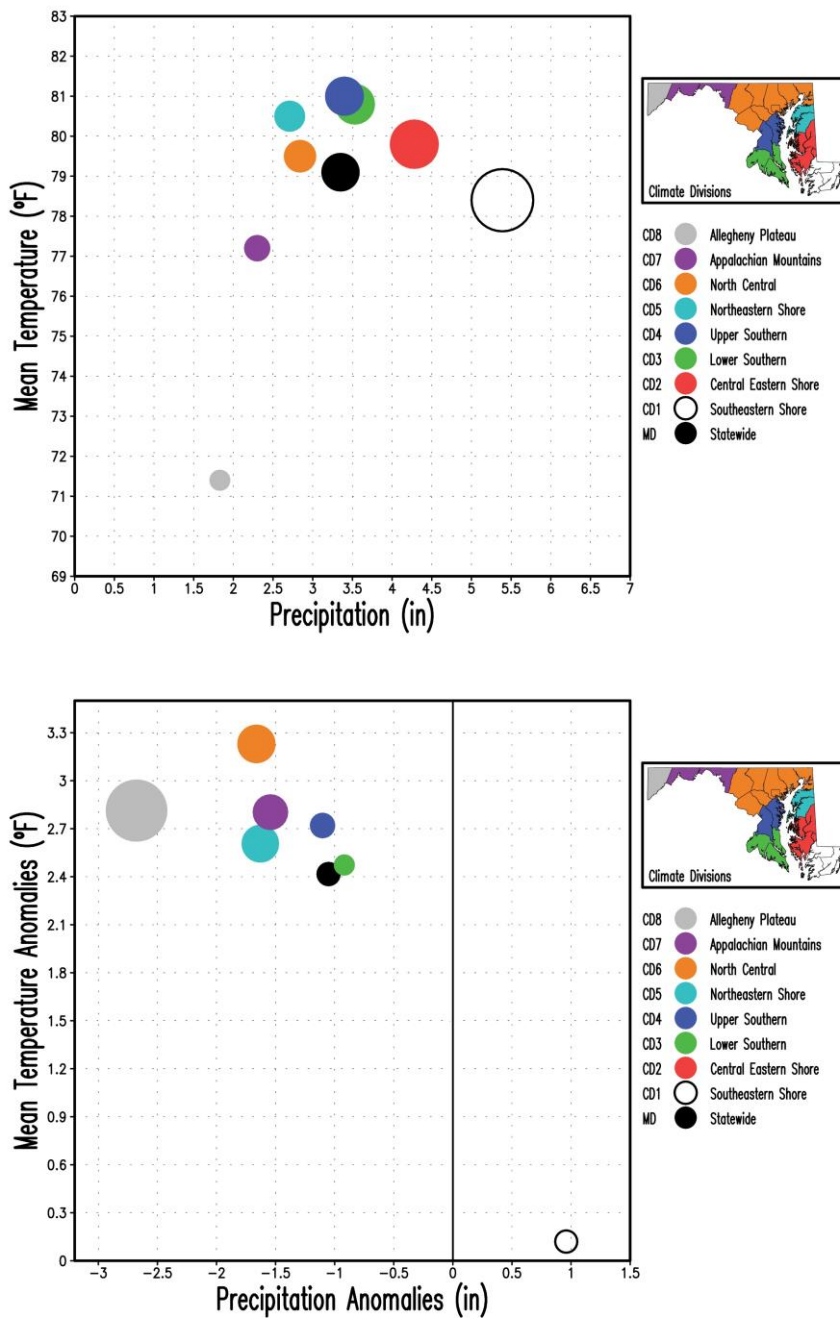 83
82
81
80
79
78
77
76
75
74
73
72
71
70
69
Mean Temperature (°F)
0 0.5 1 1.5 2 2.5 3 3.5 4 4.5 5 5.5 6 6.5 7
Precipitation (in)
Climate Divisions
CD8 Allegheny Plateau
CD7 Appalachian Mountains
CD6 North Central
CD5 Northeastern Shore
CD4 Upper Southern
CD3 Lower Southern
CD2 Central Eastern Shore
CD1 Southeastern Shore
MD Statewide
3.3
3
2.7
2.4
2.1
1.8
1.5
1.2
0.9
0.6
0.3
0
Mean Temperature Anomalies (°F)
−3 −2.5 −2 −1.5 −1 −0.5 0 0.5 1 1.5
Precipitation Anomalies (in)
Climate Divisions
CD8 Allegheny Plateau
CD7 Appalachian Mountains
CD6 North Central
CD5 Northeastern Shore
CD4 Upper Southern
CD3 Lower Southern
CD2 Central Eastern Shore
CD1 Southeastern Shore
MD Statewide